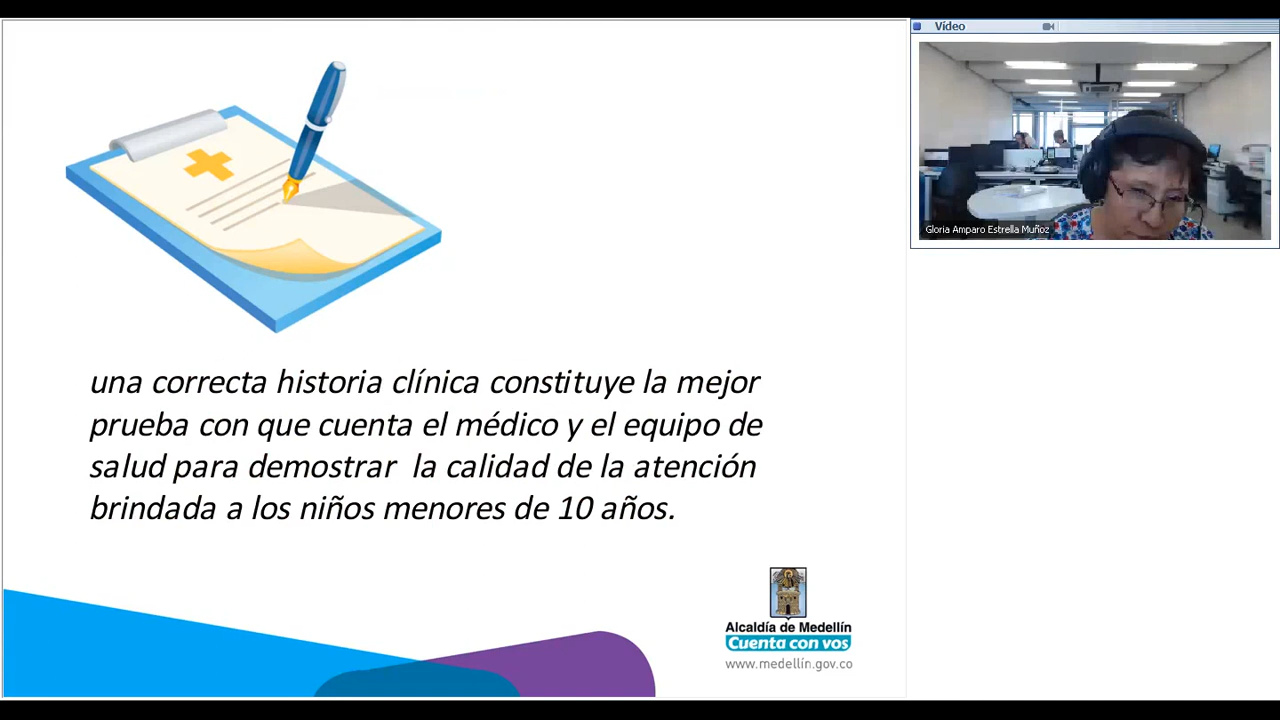 Vídeo
Gloria Amparo Estrella Muñoz
una correcta historia clínica constituye la mejor
prueba con que cuenta el médico y el equipo de
salud para demostrar la calidad de la atención
brindada a los niños menores de 10 años.
Alcaldía de Medellín
Cuenta con vos
www.medellín.gov.co